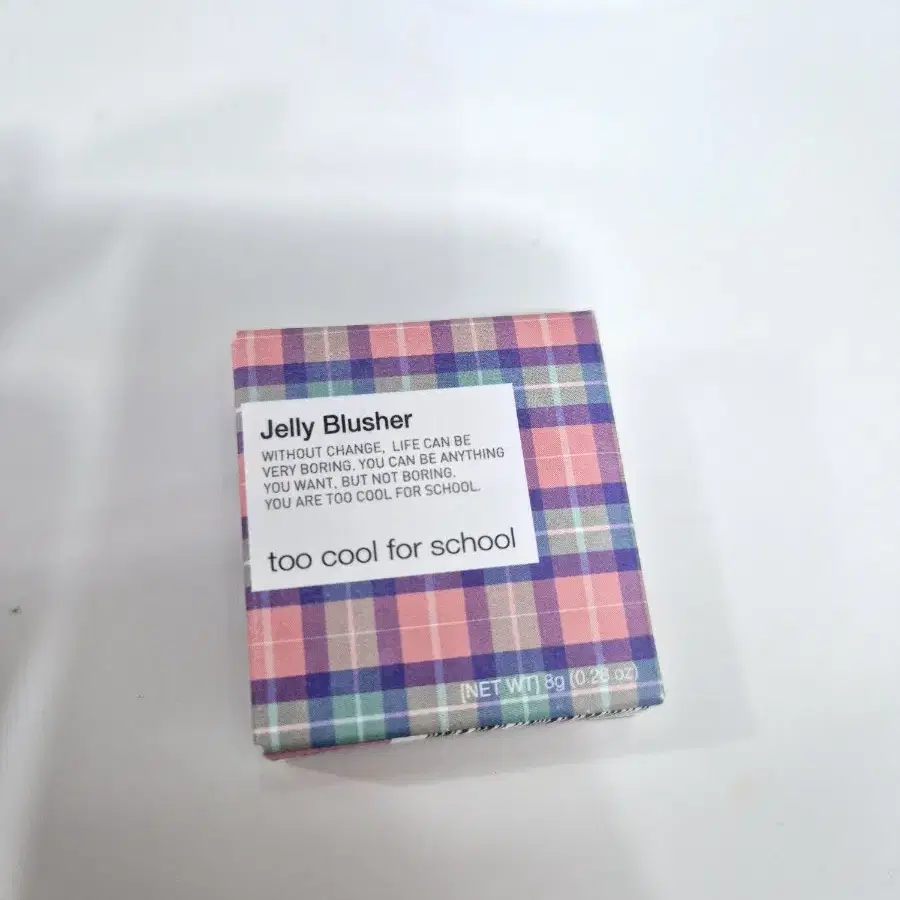 Jelly Blusher
WITHOUT CHANGE, LIFE CAN BE
VERY BORING. YOU CAN BE ANYTHING
YOU WANT, BUT NOT BORING.
YOU ARE TOO COOL FOR SCHOOL.
too cool for school
[NET WT] 8g (0.28 oz)